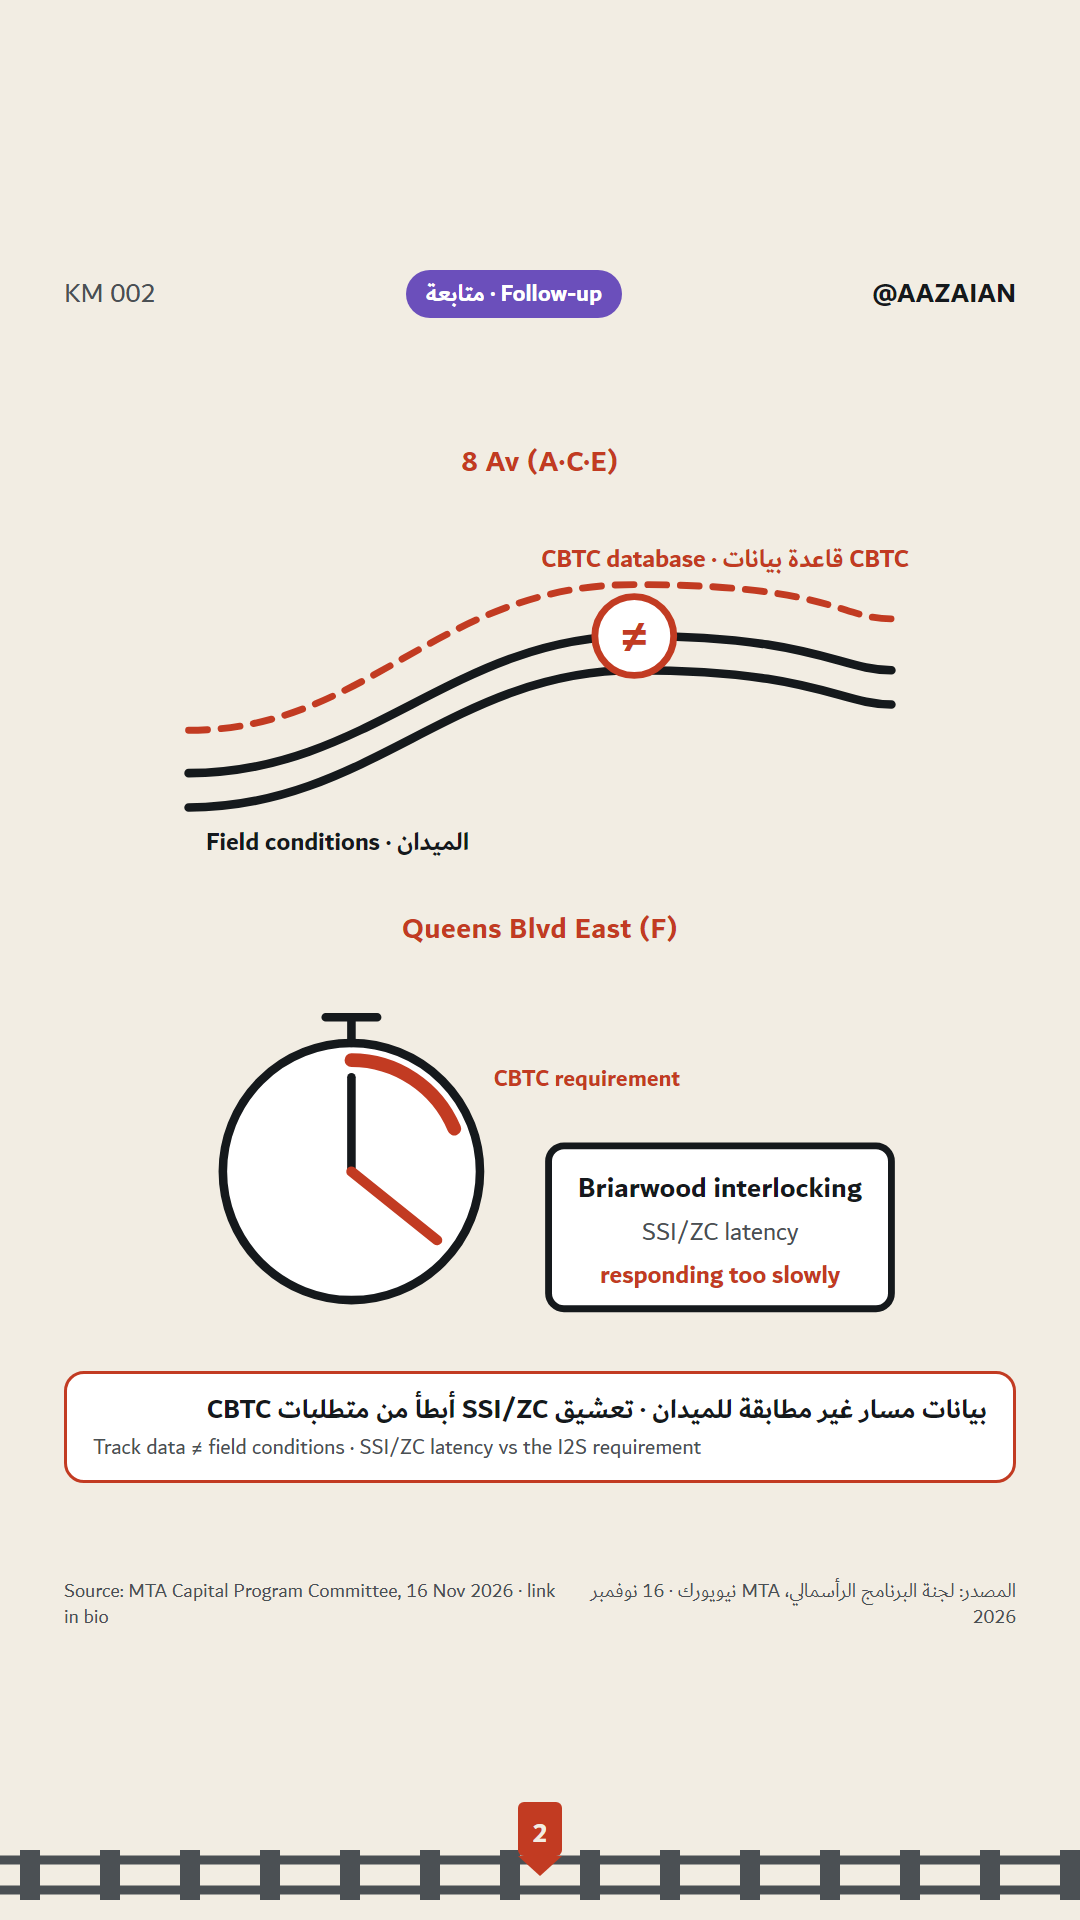 KM 002
متابعة · Follow-up
@AAZAIAN
8 Av (A·C·E)
CBTC database · قاعدة بيانات CBTC
≠
Field conditions · الميدان
Queens Blvd East (F)
CBTC requirement
Briarwood interlocking
SSI/ZC latency
responding too slowly
بيانات مسار غير مطابقة للميدان · تعشيق SSI/ZC أبطأ من متطلبات CBTC
Track data ≠ field conditions · SSI/ZC latency vs the I2S requirement
Source: MTA Capital Program Committee, 16 Nov 2026 · link
in bio
المصدر: لجنة البرنامج الرأسمالي، MTA نيويورك · 16 نوفمبر
2026
2